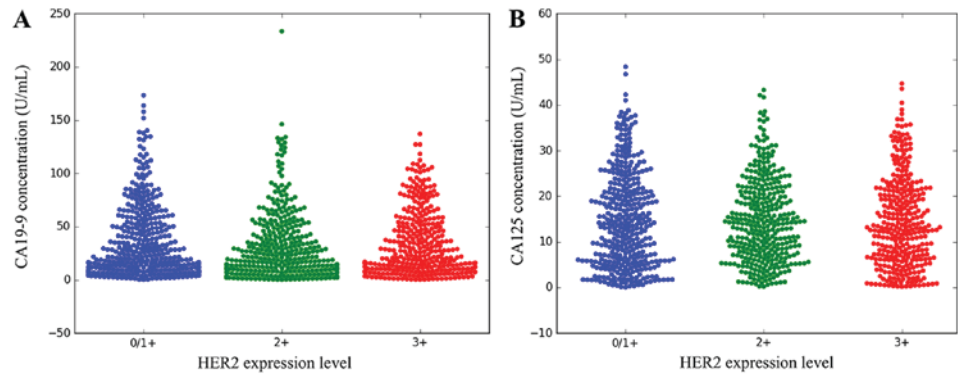 A
CA19-9 concentration (U/mL)
250
200
150
100
50
0
−50
0/1+ 2+ 3+
HER2 expression level
B
CA125 concentration (U/mL)
60
50
40
30
20
10
0
−10
0/1+ 2+ 3+
HER2 expression level